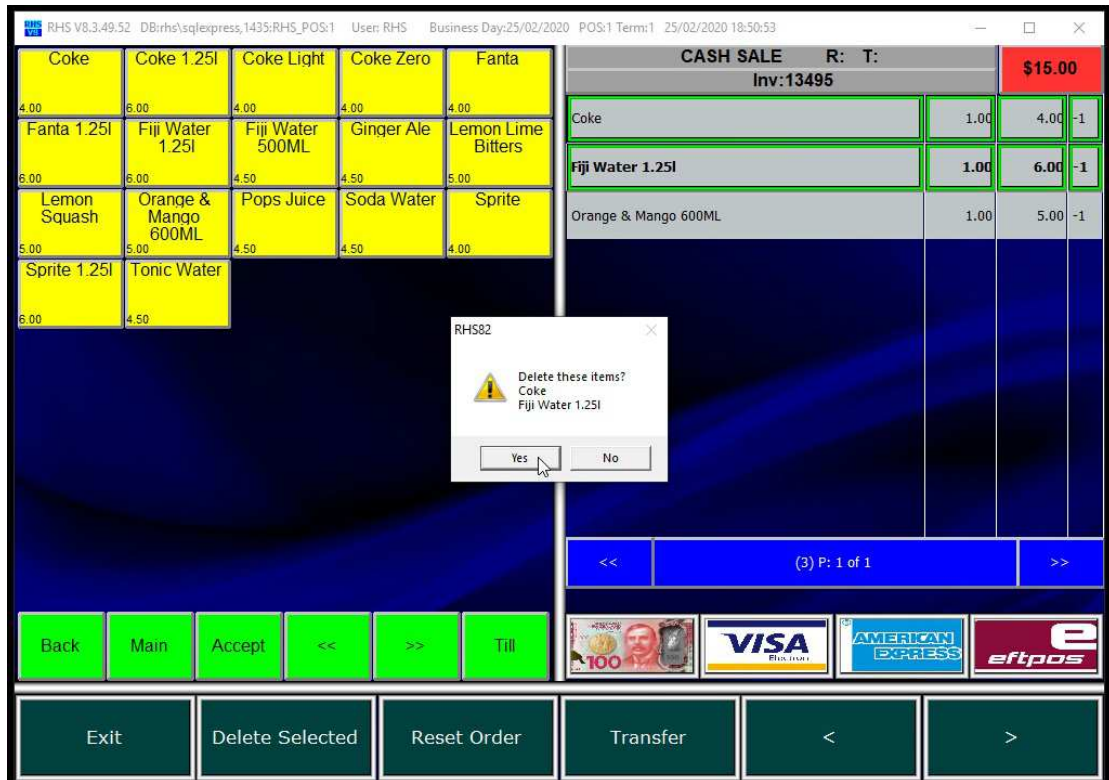 RHS V8.3.49.52 DB:rhs\sqlexpress,1435:RHS_POS:1 User: RHS Business Day:25/02/2020 POS:1 Term:1 25/02/2020 18:50:53
Coke
4.00
Coke 1.25l
6.00
Coke Light
4.00
Coke Zero
4.00
Fanta
4.00
Fanta 1.25l
6.00
Fiji Water
1.25l
6.00
Fiji Water
500ML
4.50
Ginger Ale
4.50
Lemon Lime
Bitters
5.00
Lemon
Squash
5.00
Orange &
Mango
600ML
5.00
Pops Juice
4.50
Soda Water
4.50
Sprite
4.00
Sprite 1.25l
6.00
Tonic Water
4.50
CASH SALE R: T:
Inv:13495
$15.00
Coke 1.00 4.00 -1
Fiji Water 1.25l 1.00 6.00 -1
Orange & Mango 600ML 1.00 5.00 -1
RHS82
Delete these items?
Coke
Fiji Water 1.25l
Yes No
<< (3) P: 1 of 1 >>
Back Main Accept << >> Till
100
VISA
Electron
AMERICAN
EXPRESS
e
eftpos
Exit Delete Selected Reset Order Transfer < >